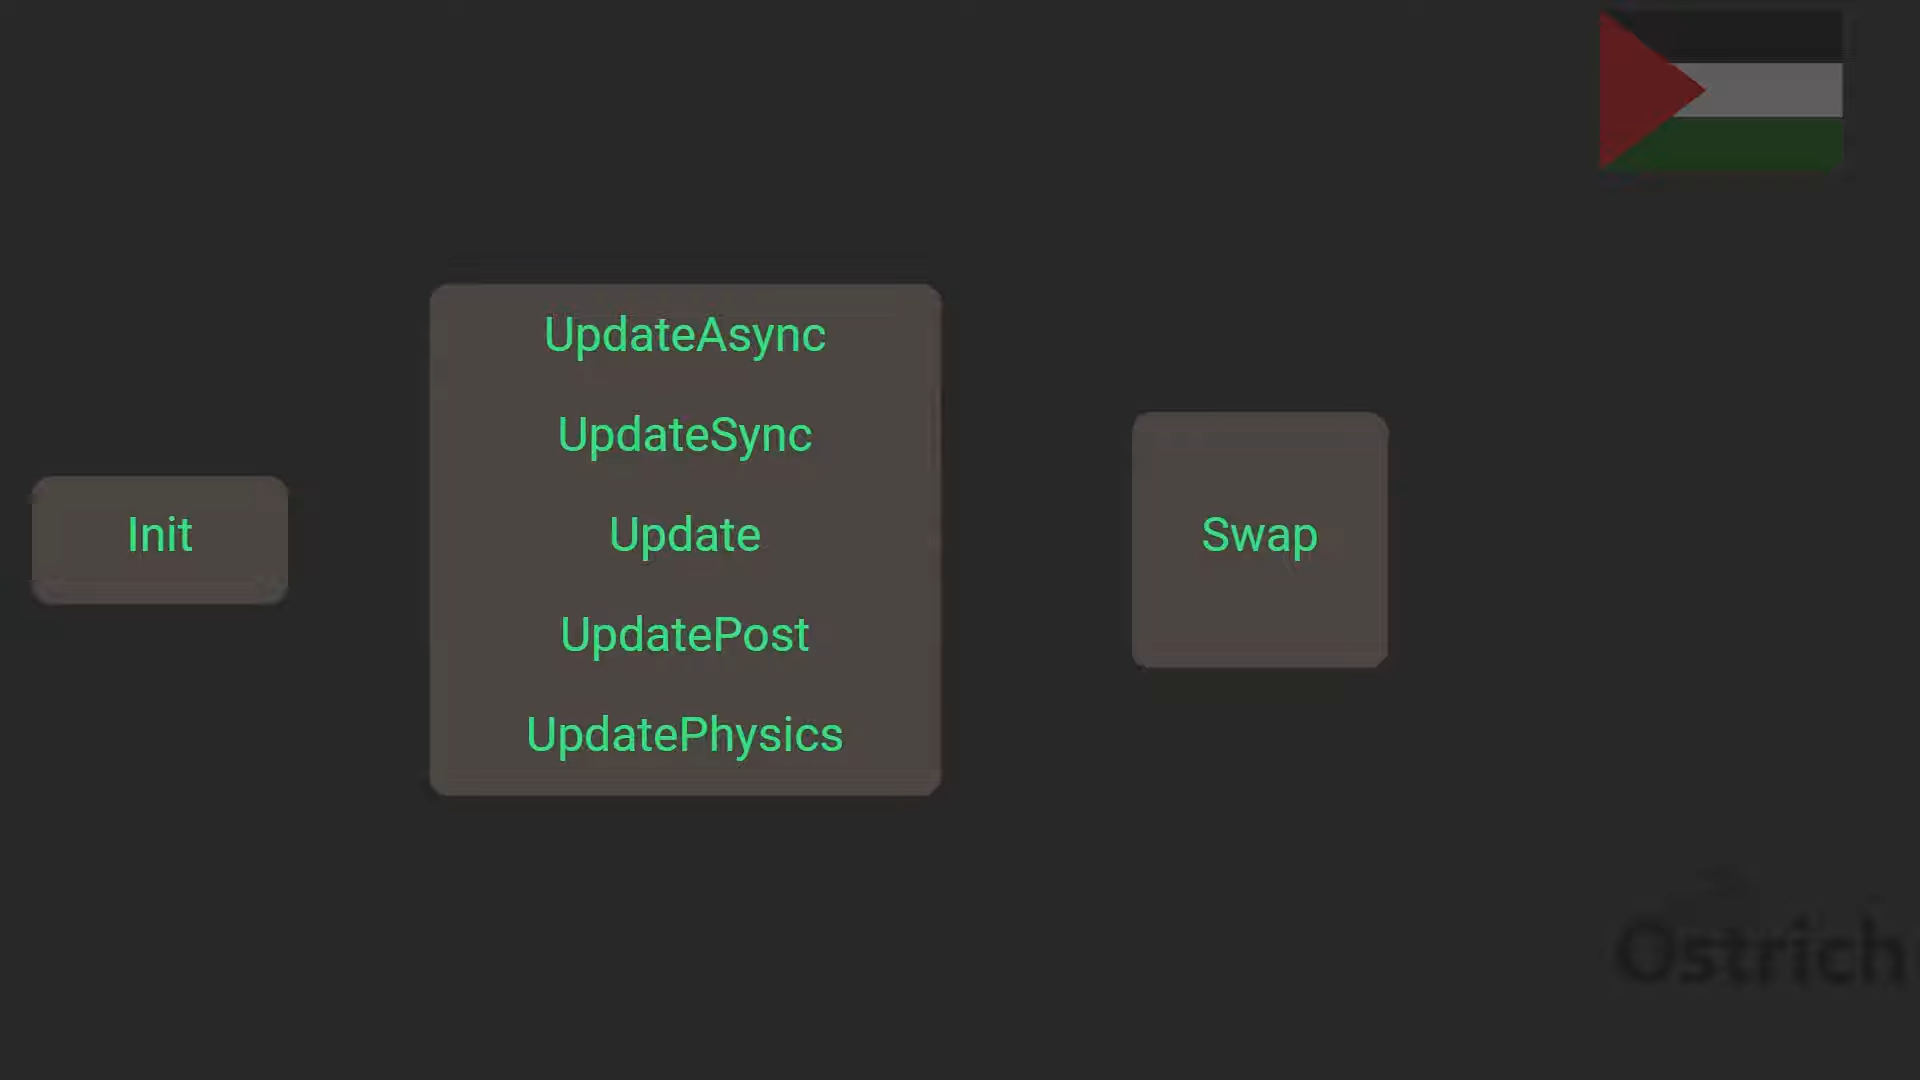 Init
UpdateAsync
UpdateSync
Update
UpdatePost
UpdatePhysics
Swap
Ostrich